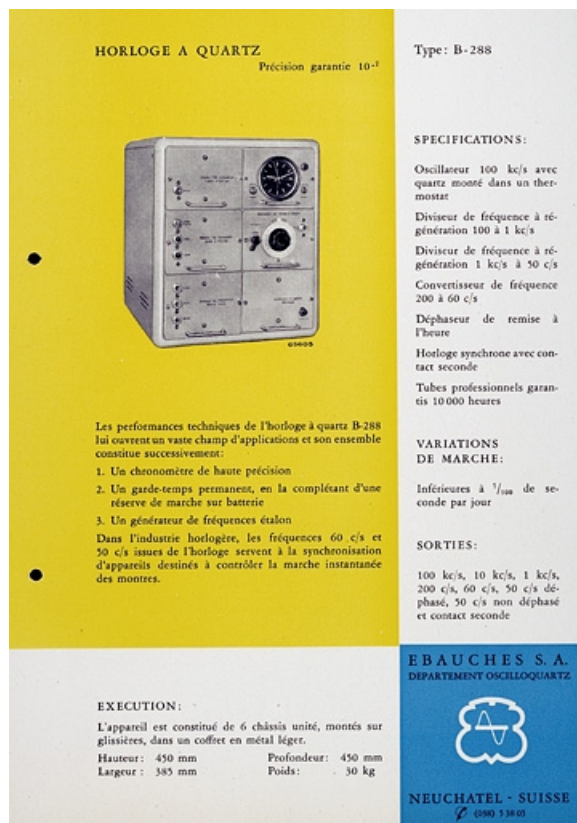 HORLOGE A QUARTZ
Précision garantie 10⁻²
Les performances techniques de l'horloge à quartz B-288
lui ouvrent un vaste champ d'applications et son ensemble
constitue successivement:
1. Un chronomètre de haute précision
2. Un garde-temps permanent, en la complétant d'une
réserve de marche sur batterie
3. Un générateur de fréquences étalon
Dans l'industrie horlogère, les fréquences 60 c/s et
50 c/s issues de l'horloge servent à la synchronisation
d'appareils destinés à contrôler la marche instantanée
des montres.
EXECUTION:
L'appareil est constitué de 6 châssis unité, montés sur
glissières, dans un coffret en métal léger.
Hauteur: 450 mm Profondeur: 450 mm
Largeur: 385 mm Poids: 30 kg
Type: B-288
SPECIFICATIONS:
Oscillateur 100 kc/s avec
quartz monté dans un ther-
mostat
Diviseur de fréquence à ré-
génération 100 à 1 kc/s
Diviseur de fréquence à ré-
génération 1 kc/s à 50 c/s
Convertisseur de fréquence
200 à 60 c/s
Déphaseur de remise à
l'heure
Horloge synchrone avec con-
tact seconde
Tubes professionnels garan-
tis 10 000 heures
VARIATIONS
DE MARCHE:
Inférieures à ¹/₁₀₀ de se-
conde par jour
SORTIES:
100 kc/s, 10 kc/s, 1 kc/s,
200 c/s, 60 c/s, 50 c/s dé-
phasé, 50 c/s non déphasé
et contact seconde
EBAUCHES S. A.
DEPARTEMENT OSCILLOQUARTZ
NEUCHATEL - SUISSE
(038) 5 38 03